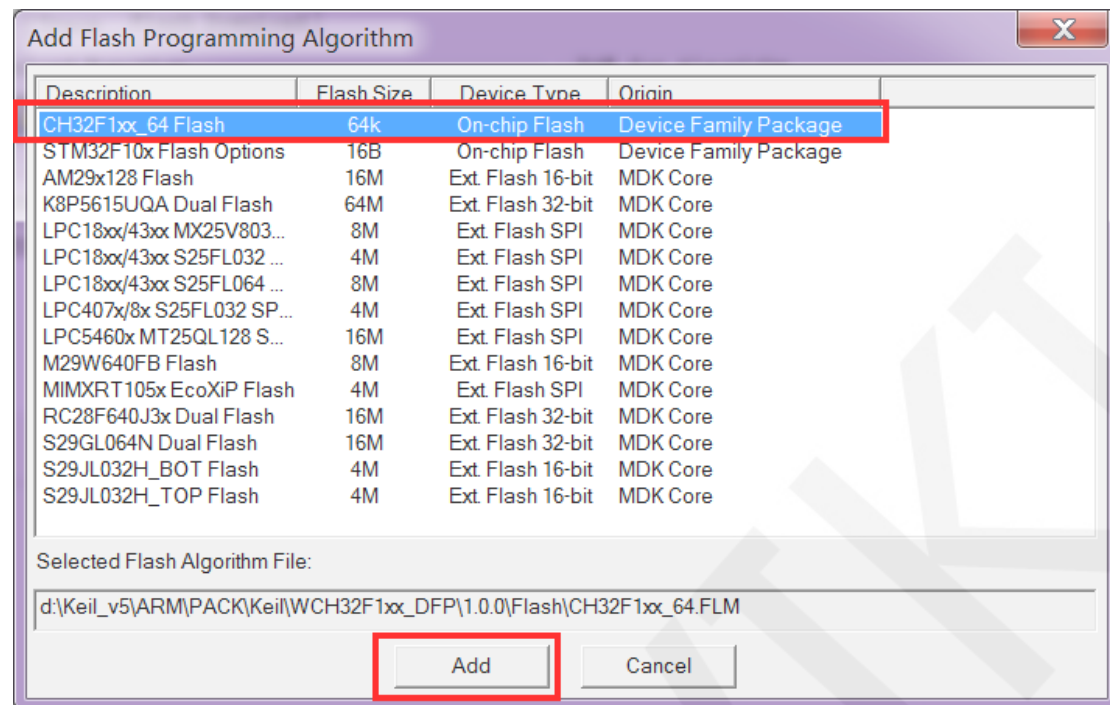 Add Flash Programming Algorithm
X
Description Flash Size Device Type Origin
CH32F1xx_64 Flash 64k On-chip Flash Device Family Package
STM32F10x Flash Options 16B On-chip Flash Device Family Package
AM29x128 Flash 16M Ext. Flash 16-bit MDK Core
K8P5615UQA Dual Flash 64M Ext. Flash 32-bit MDK Core
LPC18xx/43xx MX25V803... 8M Ext. Flash SPI MDK Core
LPC18xx/43xx S25FL032 ... 4M Ext. Flash SPI MDK Core
LPC18xx/43xx S25FL064 ... 8M Ext. Flash SPI MDK Core
LPC407x/8x S25FL032 SP... 4M Ext. Flash SPI MDK Core
LPC5460x MT25QL128 S... 16M Ext. Flash SPI MDK Core
M29W640FB Flash 8M Ext. Flash 16-bit MDK Core
MIMXRT105x EcoXiP Flash 4M Ext. Flash SPI MDK Core
RC28F640J3x Dual Flash 16M Ext. Flash 32-bit MDK Core
S29GL064N Dual Flash 16M Ext. Flash 32-bit MDK Core
S29JL032H_BOT Flash 4M Ext. Flash 16-bit MDK Core
S29JL032H_TOP Flash 4M Ext. Flash 16-bit MDK Core
Selected Flash Algorithm File:
d:\Keil_v5\ARM\PACK\Keil\WCH32F1xx_DFP\1.0.0\Flash\CH32F1xx_64.FLM
Add Cancel